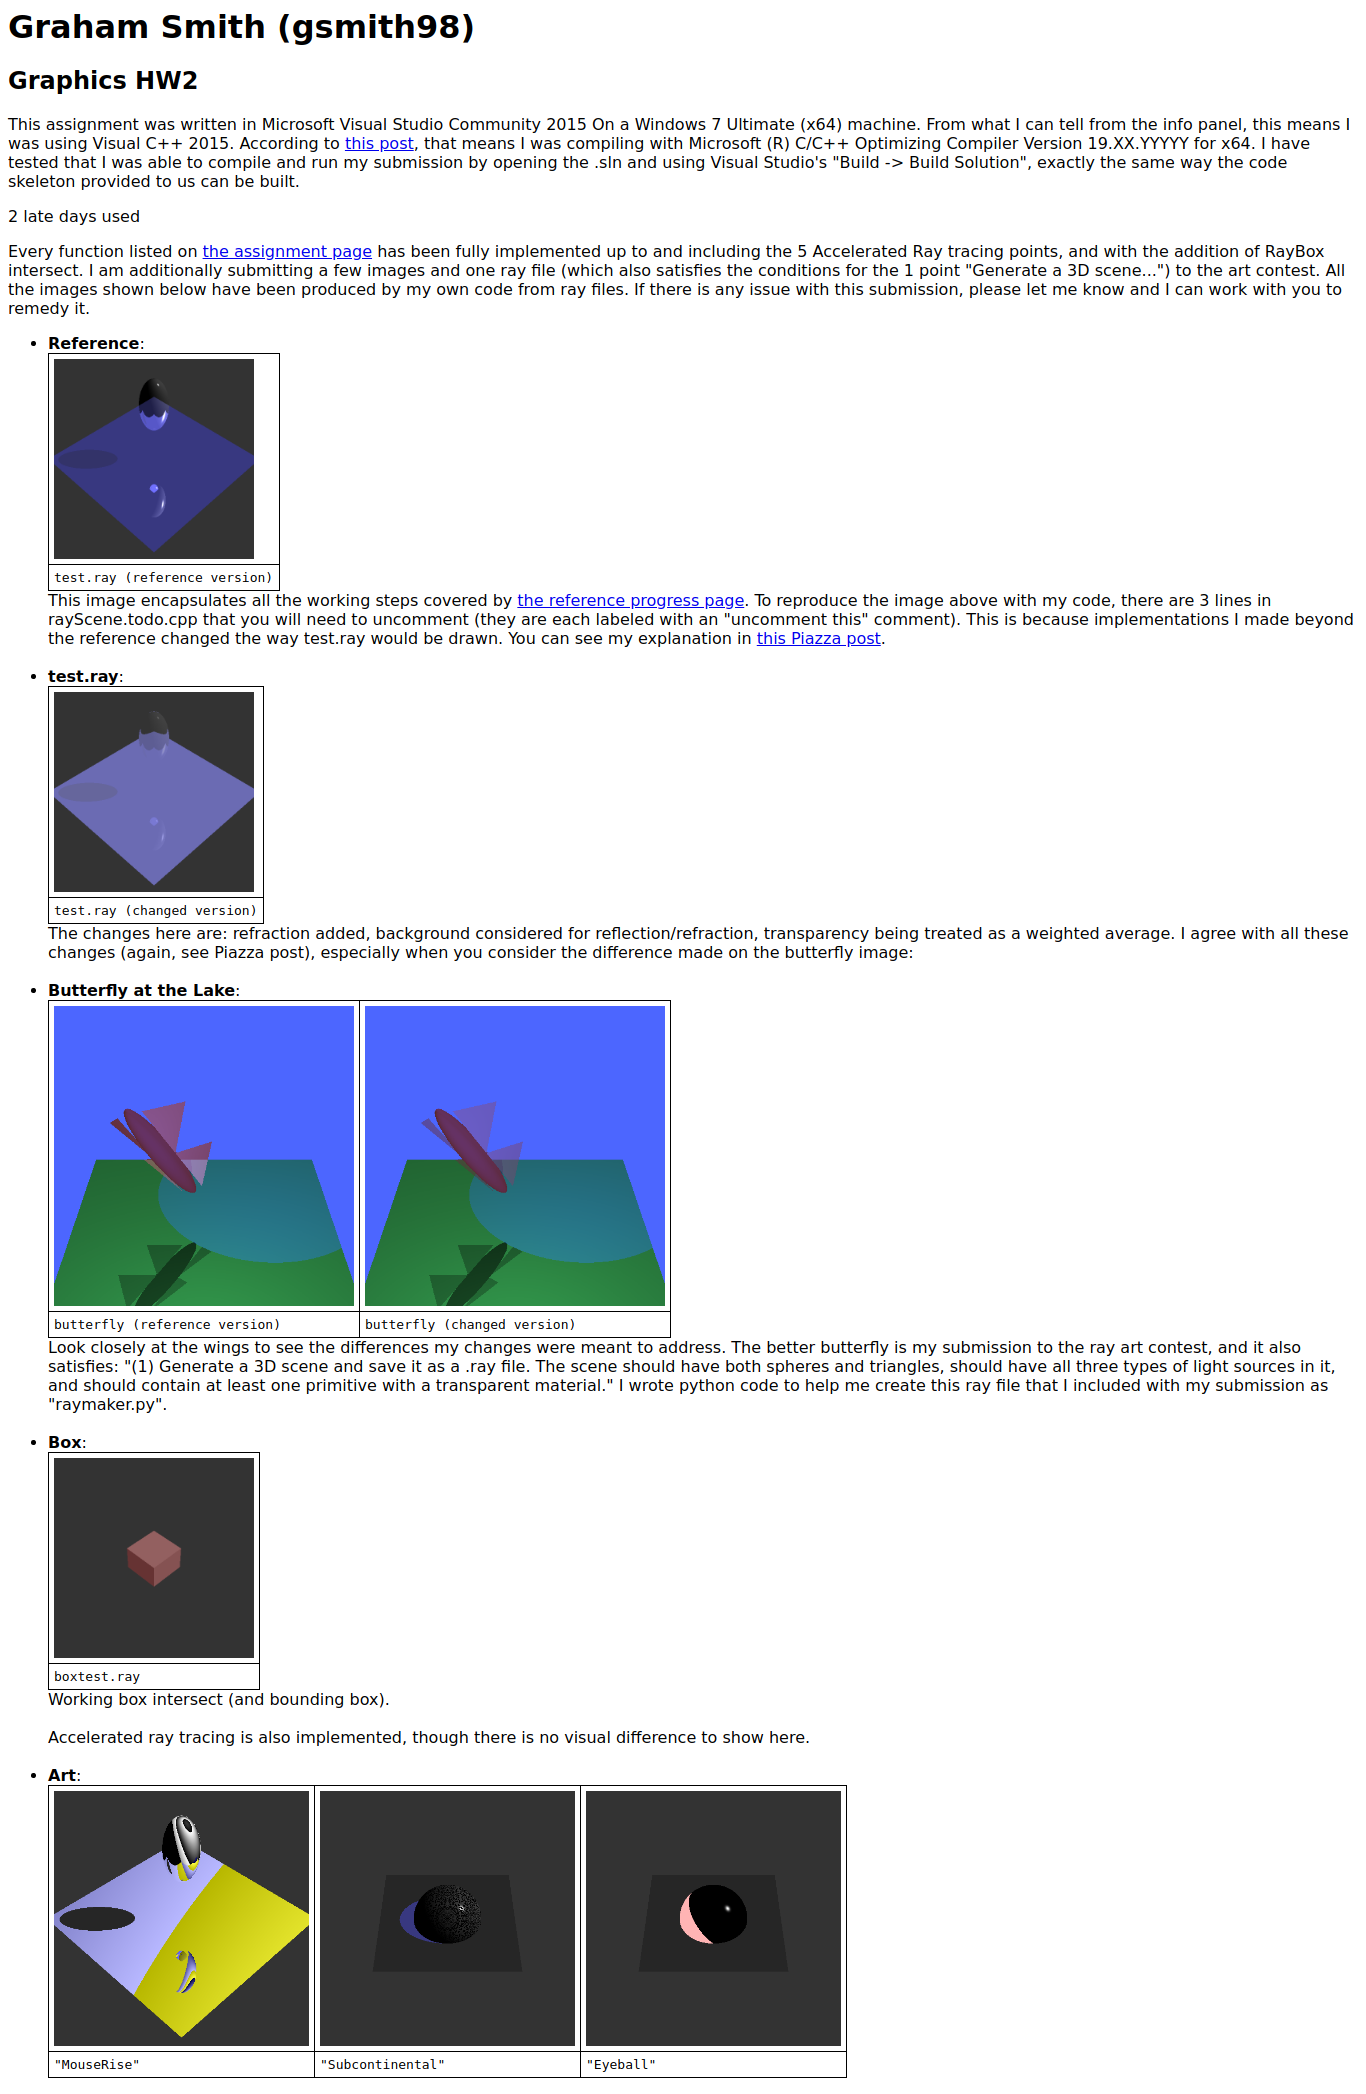 Graham Smith (gsmith98)
Graphics HW2
This assignment was written in Microsoft Visual Studio Community 2015 On a Windows 7 Ultimate (x64) machine. From what I can tell from the info panel, this means I
was using Visual C++ 2015. According to this post, that means I was compiling with Microsoft (R) C/C++ Optimizing Compiler Version 19.XX.YYYYY for x64. I have
tested that I was able to compile and run my submission by opening the .sln and using Visual Studio's "Build -> Build Solution", exactly the same way the code
skeleton provided to us can be built.
2 late days used
Every function listed on the assignment page has been fully implemented up to and including the 5 Accelerated Ray tracing points, and with the addition of RayBox
intersect. I am additionally submitting a few images and one ray file (which also satisfies the conditions for the 1 point "Generate a 3D scene...") to the art contest. All
the images shown below have been produced by my own code from ray files. If there is any issue with this submission, please let me know and I can work with you to
remedy it.
• Reference:
test.ray (reference version)
This image encapsulates all the working steps covered by the reference progress page. To reproduce the image above with my code, there are 3 lines in
rayScene.todo.cpp that you will need to uncomment (they are each labeled with an "uncomment this" comment). This is because implementations I made beyond
the reference changed the way test.ray would be drawn. You can see my explanation in this Piazza post.
• test.ray:
test.ray (changed version)
The changes here are: refraction added, background considered for reflection/refraction, transparency being treated as a weighted average. I agree with all these
changes (again, see Piazza post), especially when you consider the difference made on the butterfly image:
• Butterfly at the Lake:
butterfly (reference version) butterfly (changed version)
Look closely at the wings to see the differences my changes were meant to address. The better butterfly is my submission to the ray art contest, and it also
satisfies: "(1) Generate a 3D scene and save it as a .ray file. The scene should have both spheres and triangles, should have all three types of light sources in it,
and should contain at least one primitive with a transparent material." I wrote python code to help me create this ray file that I included with my submission as
"raymaker.py".
• Box:
boxtest.ray
Working box intersect (and bounding box).
Accelerated ray tracing is also implemented, though there is no visual difference to show here.
• Art:
"MouseRise" "Subcontinental" "Eyeball"